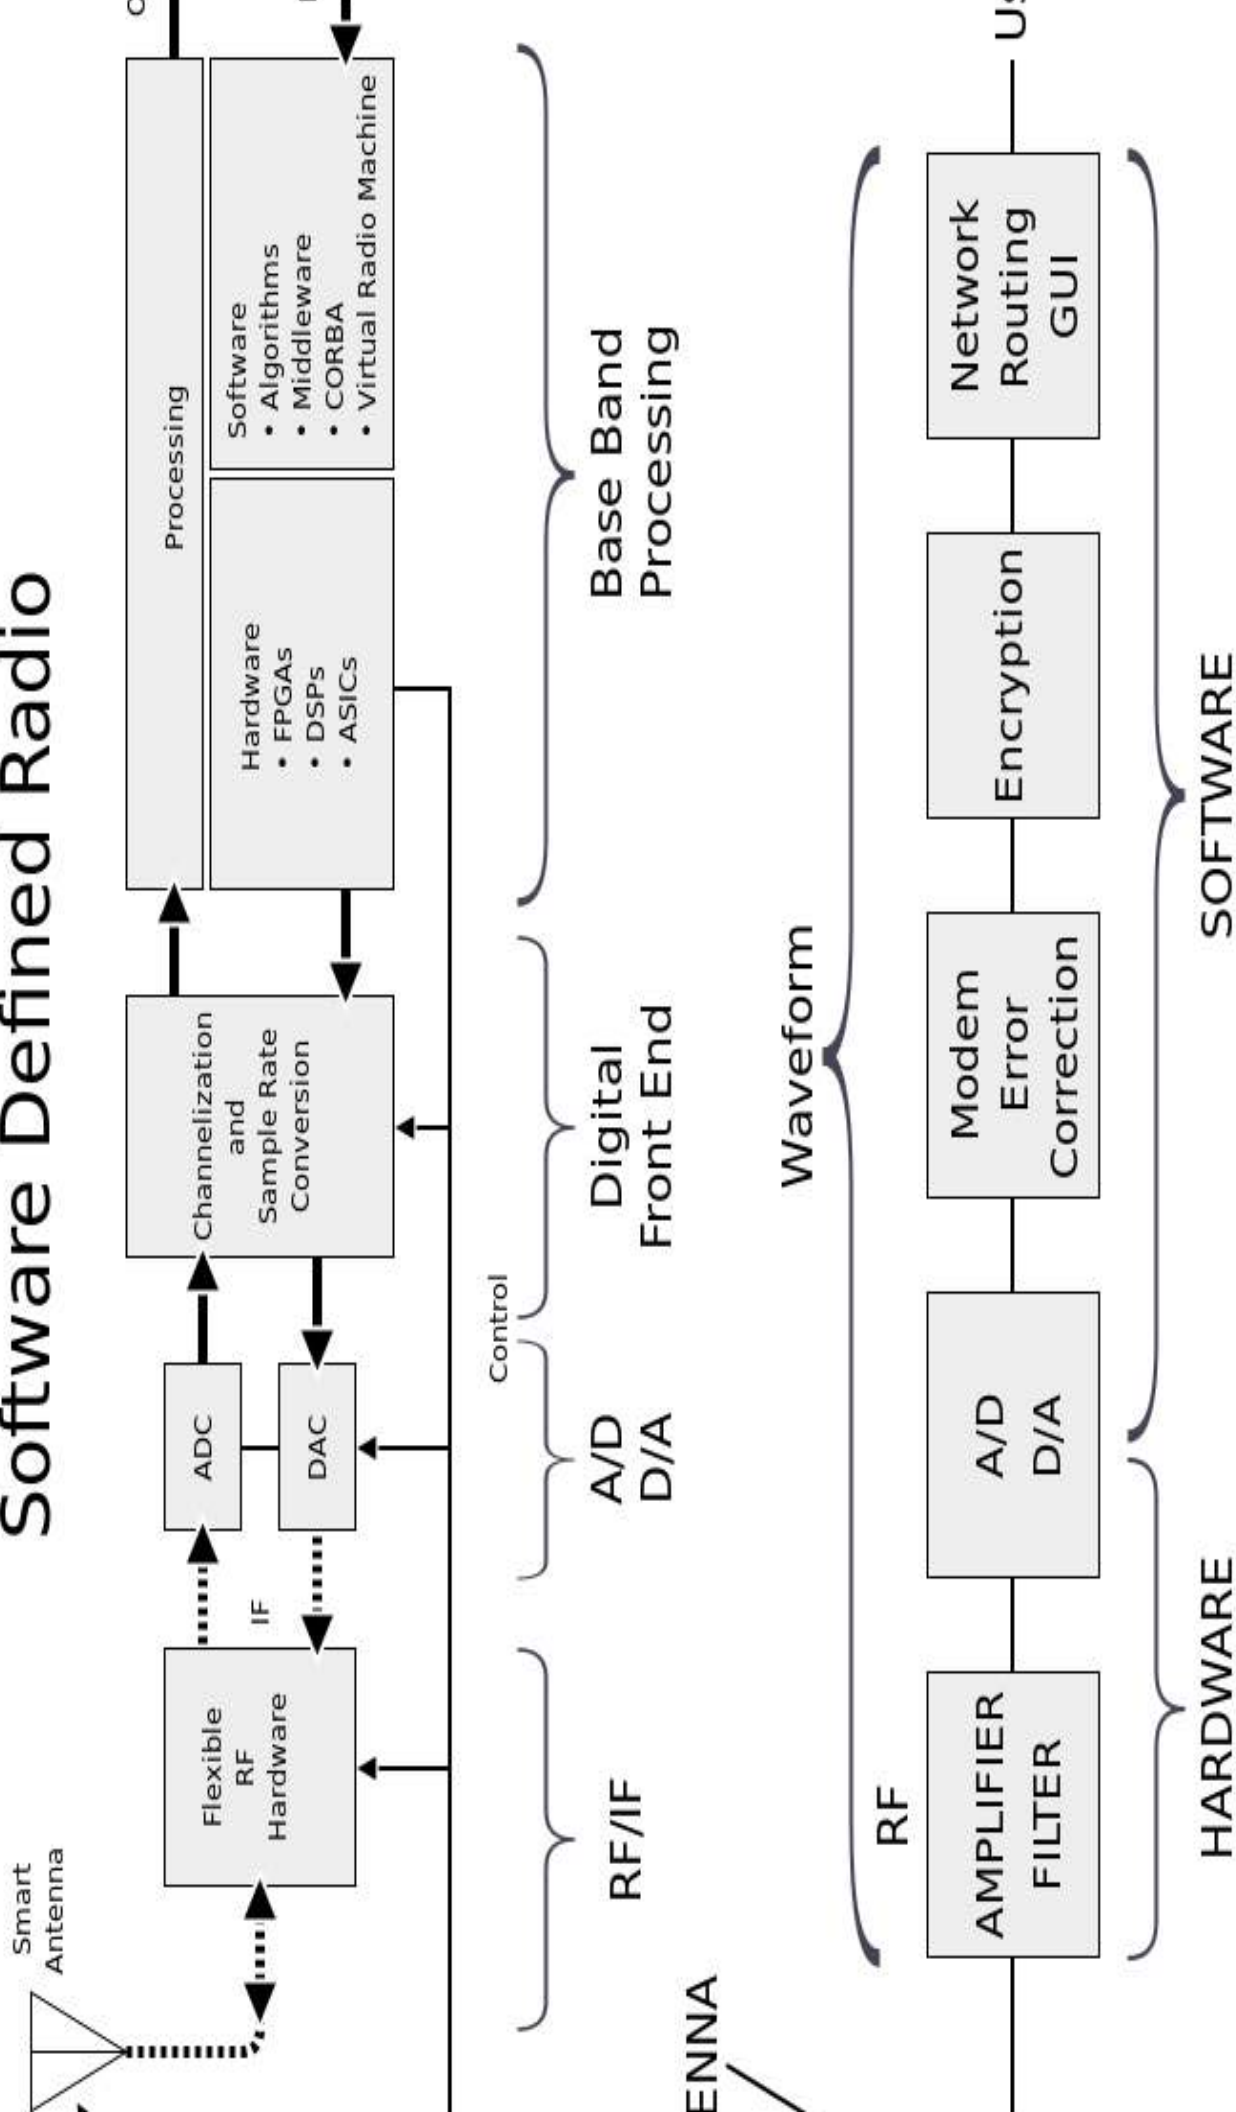 Software Defined Radio
Smart
Antenna
Flexible
RF
Hardware
IF
ADC
DAC
Channelization
and
Sample Rate
Conversion
Processing
Hardware
• FPGAs
• DSPs
• ASICs
Software
• Algorithms
• Middleware
• CORBA
• Virtual Radio Machine
Control
RF/IF
A/D
D/A
Digital
Front End
Base Band
Processing
ENNA
Waveform
RF
AMPLIFIER
FILTER
A/D
D/A
Modem
Error
Correction
Encryption
Network
Routing
GUI
HARDWARE
SOFTWARE